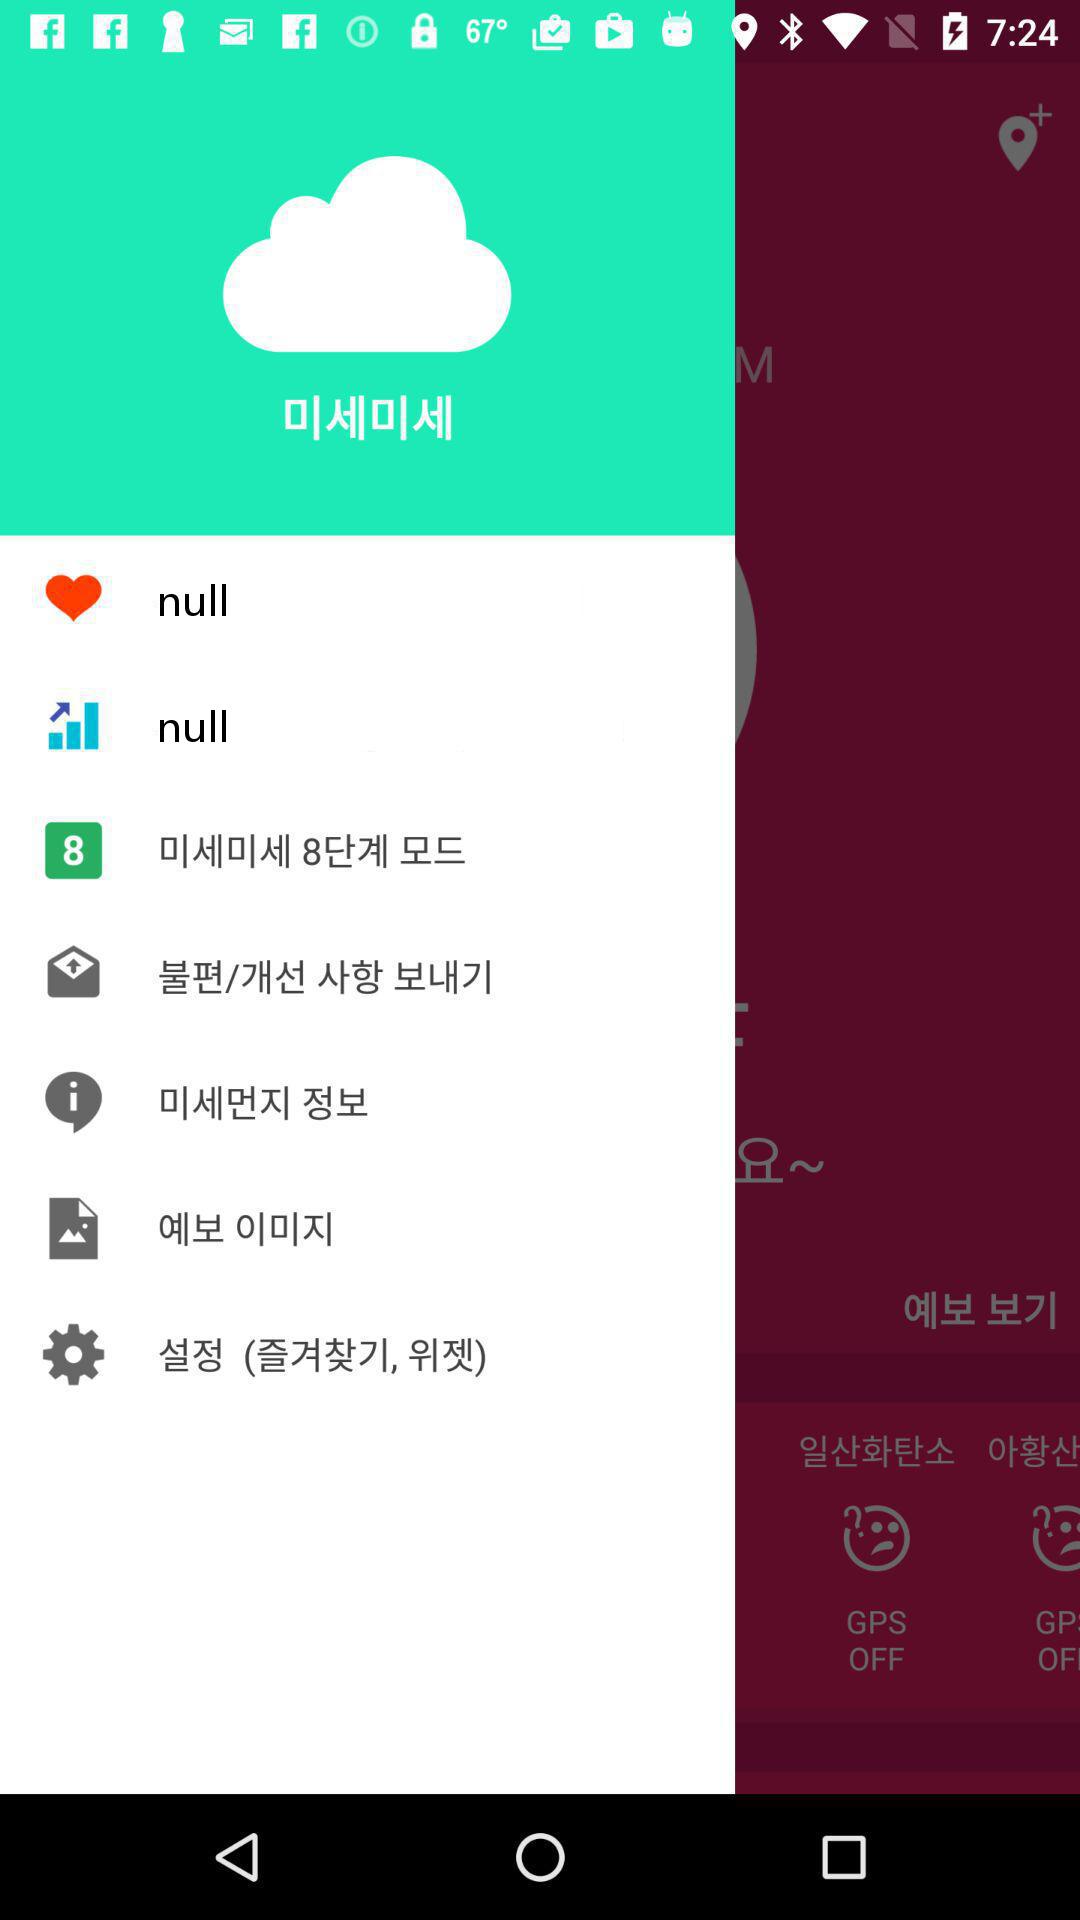 67° 7:24
M
미세미세
null
null
8 미세미세 8단계 모드
불편/개선 사항 보내기
미세먼지 정보
요~
예보 이미지
예보 보기
설정 (즐겨찾기, 위젯)
일산화탄소 아황산
GPS
OFF